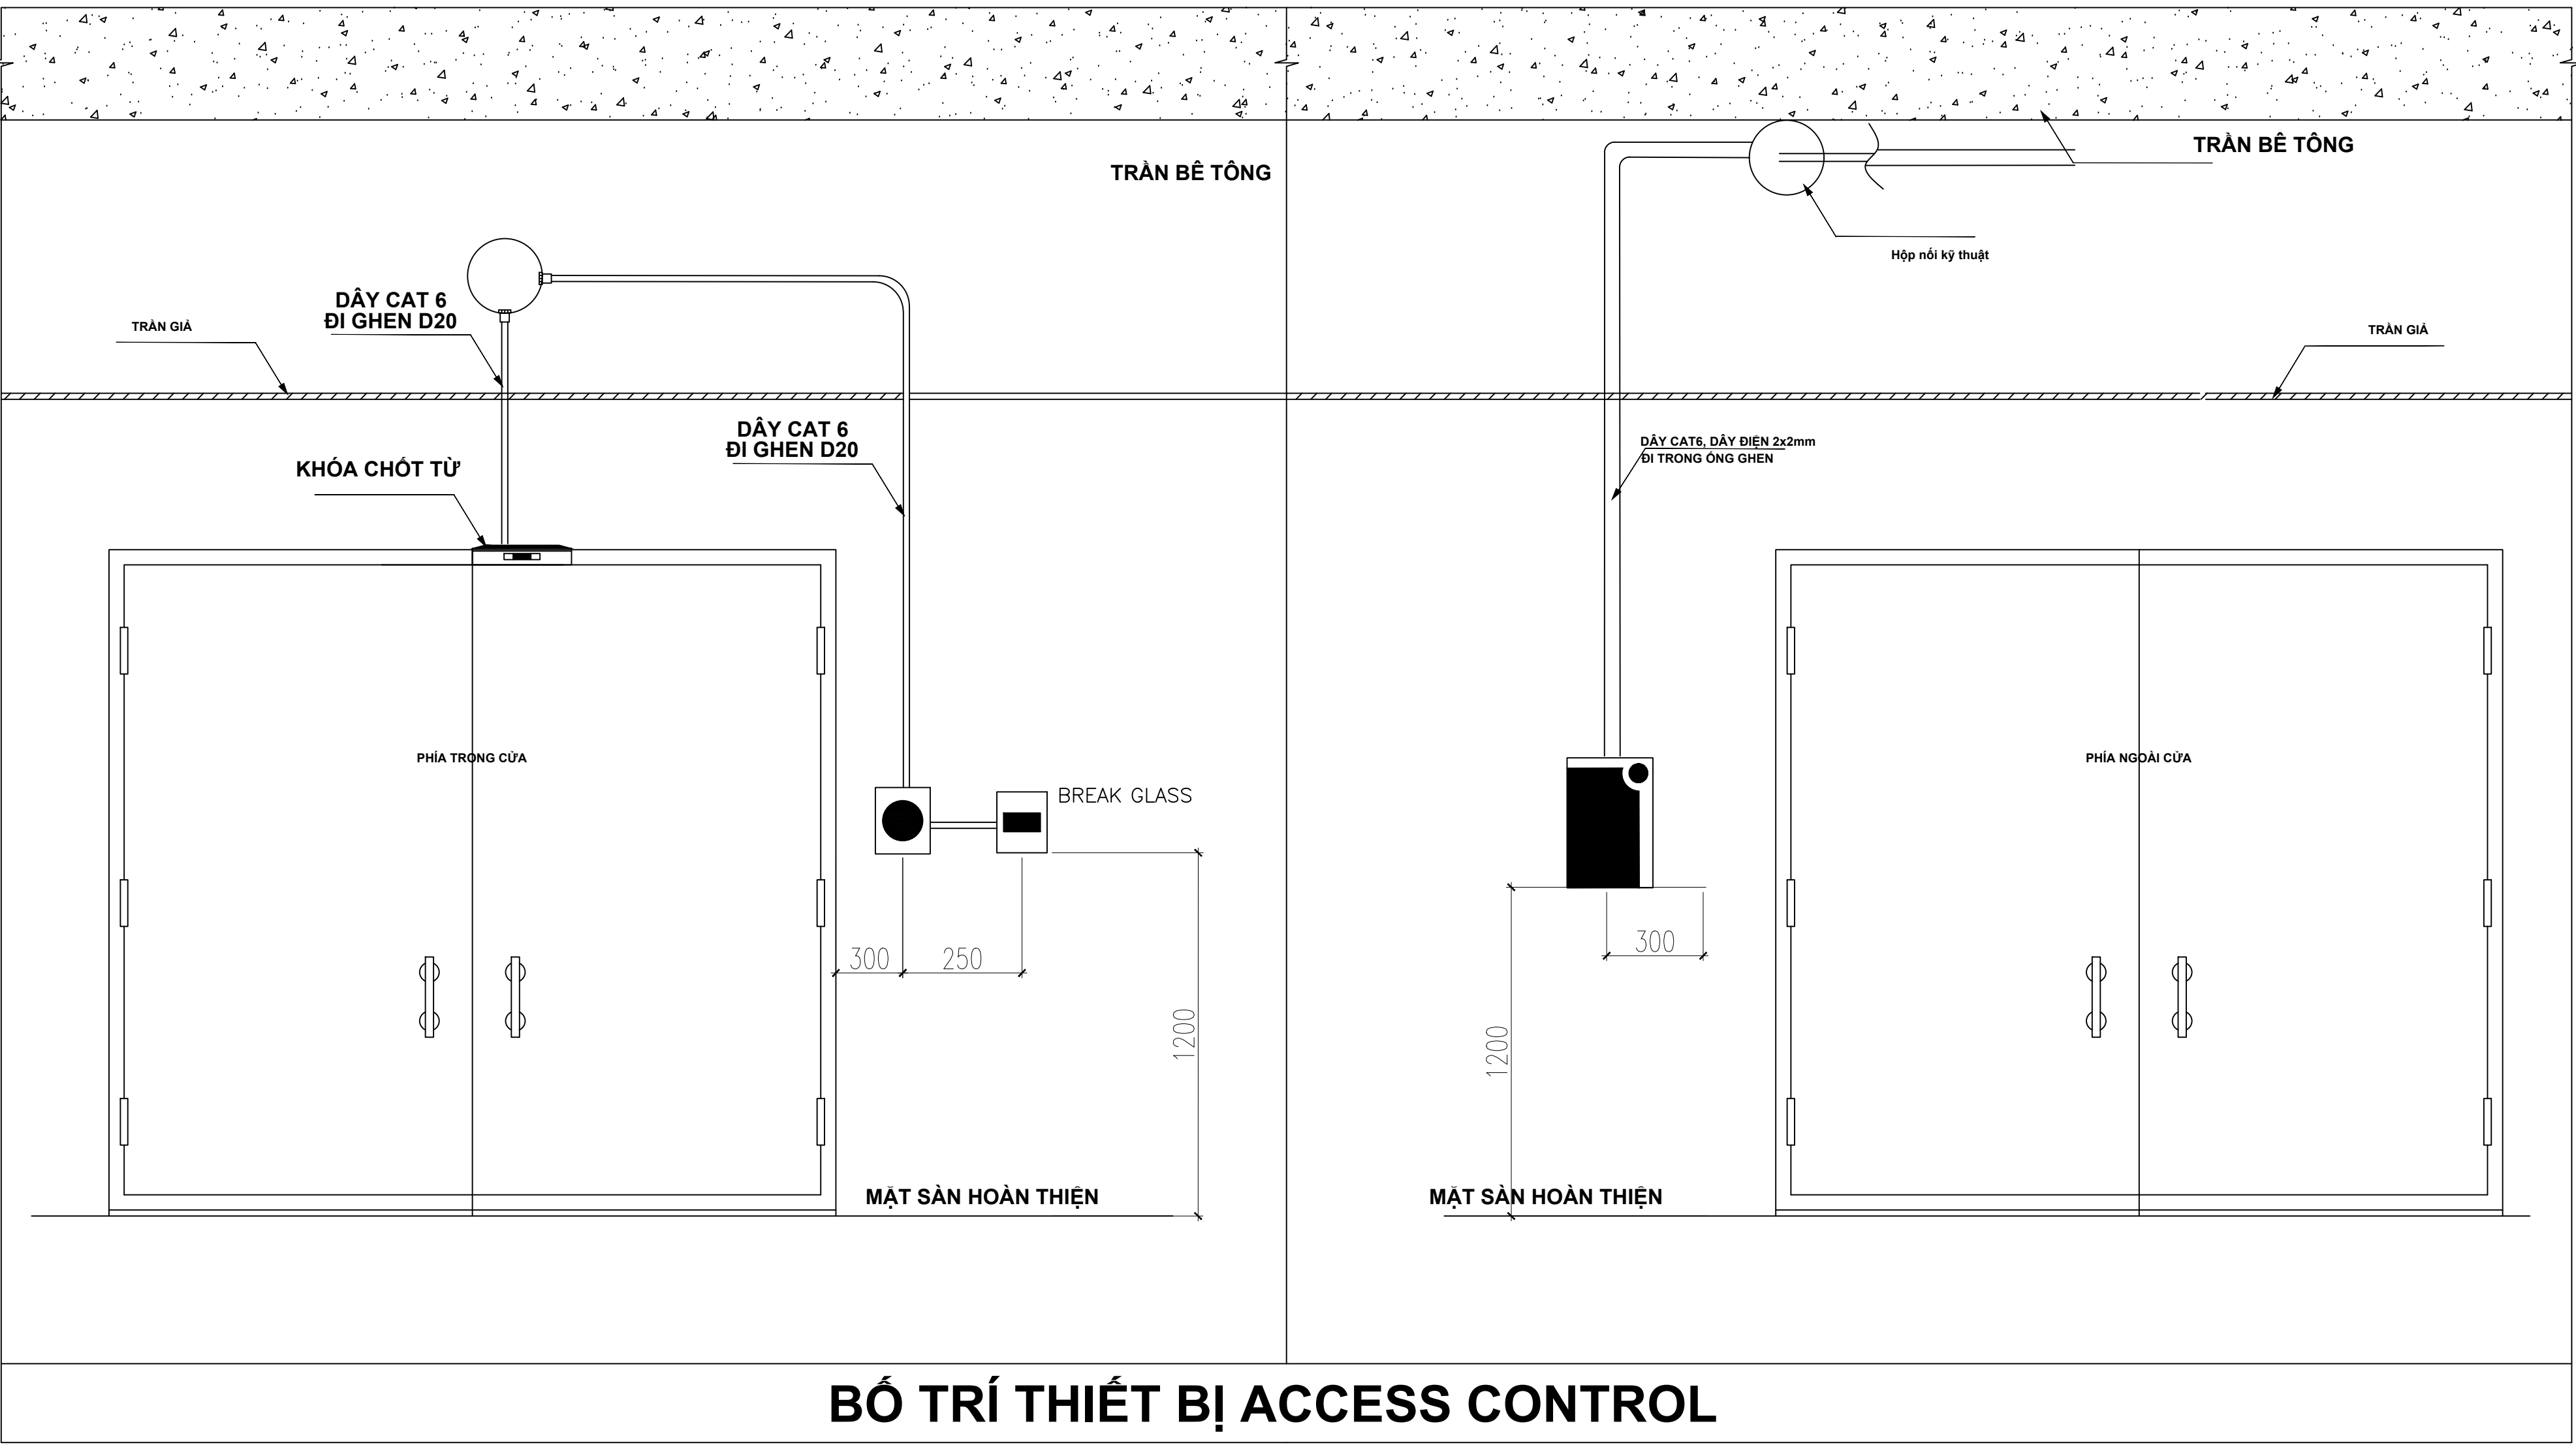 TRẦN BÊ TÔNG
DÂY CAT 6
ĐI GHEN D20
TRẦN GIẢ
DÂY CAT 6
ĐI GHEN D20
KHÓA CHỐT TỪ
PHÍA TRONG CỬA
BREAK GLASS
300
250
1200
MẶT SÀN HOÀN THIỆN
TRẦN BÊ TÔNG
Hộp nối kỹ thuật
TRẦN GIẢ
DÂY CAT6, DÂY ĐIỆN 2x2mm
ĐI TRONG ỐNG GHEN
PHÍA NGOÀI CỬA
300
1200
MẶT SÀN HOÀN THIỆN
BỐ TRÍ THIẾT BỊ ACCESS CONTROL